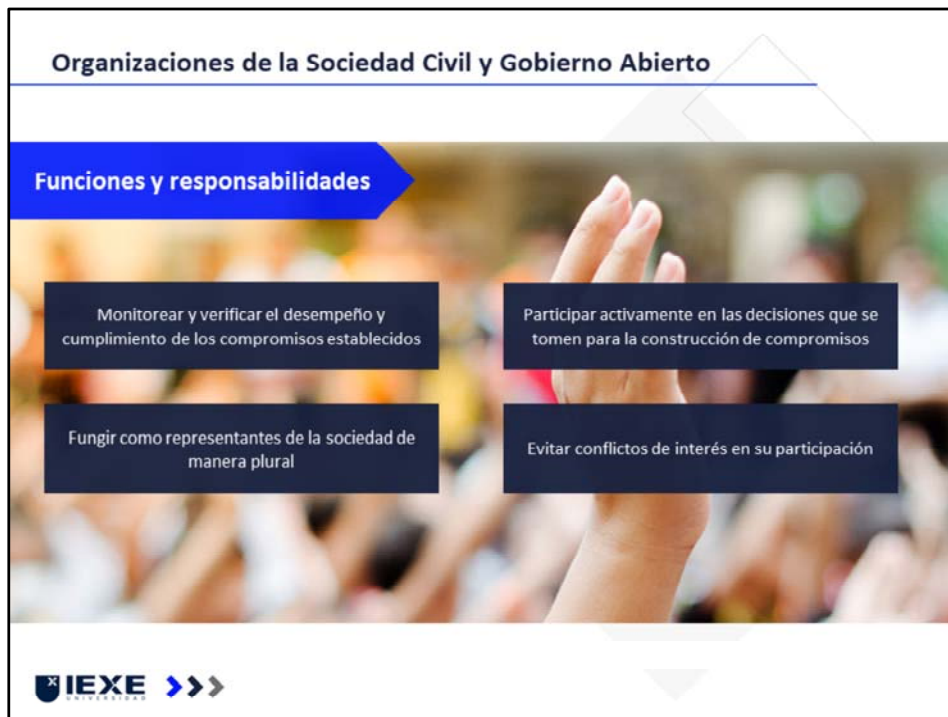 Organizaciones de la Sociedad Civil y Gobierno Abierto
Funciones y responsabilidades
Monitorear y verificar el desempeño y
cumplimiento de los compromisos establecidos
Participar activamente en las decisiones que se
tomen para la construcción de compromisos
Fungir como representantes de la sociedad de
manera plural
Evitar conflictos de interés en su participación
IEXE
UNIVERSIDAD